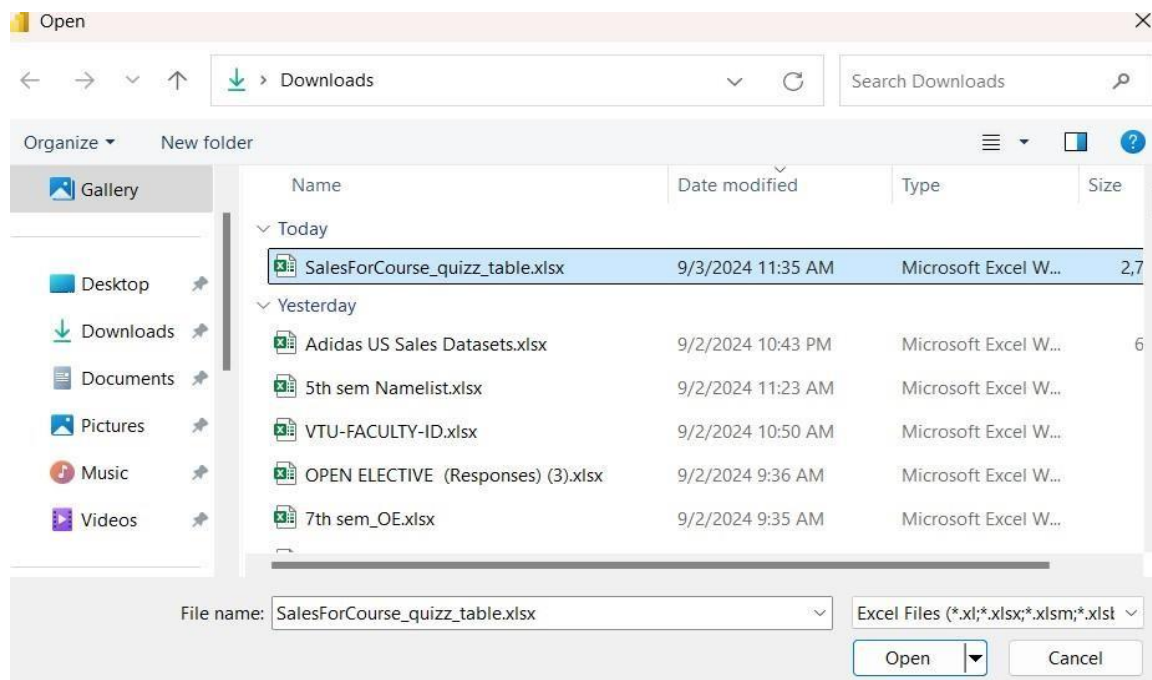 Open
Downloads
Search Downloads
Organize
New folder
Gallery
Desktop
Downloads
Documents
Pictures
Music
Videos
Name Date modified Type Size
Today
SalesForCourse_quizz_table.xlsx 9/3/2024 11:35 AM Microsoft Excel W... 2,7
Yesterday
Adidas US Sales Datasets.xlsx 9/2/2024 10:43 PM Microsoft Excel W... 6
5th sem Namelist.xlsx 9/2/2024 11:23 AM Microsoft Excel W...
VTU-FACULTY-ID.xlsx 9/2/2024 10:50 AM Microsoft Excel W...
OPEN ELECTIVE (Responses) (3).xlsx 9/2/2024 9:36 AM Microsoft Excel W...
7th sem_OE.xlsx 9/2/2024 9:35 AM Microsoft Excel W...
File name: SalesForCourse_quizz_table.xlsx
Excel Files (*.xl;*.xlsx;*.xlsm;*.xlsb
Open
Cancel